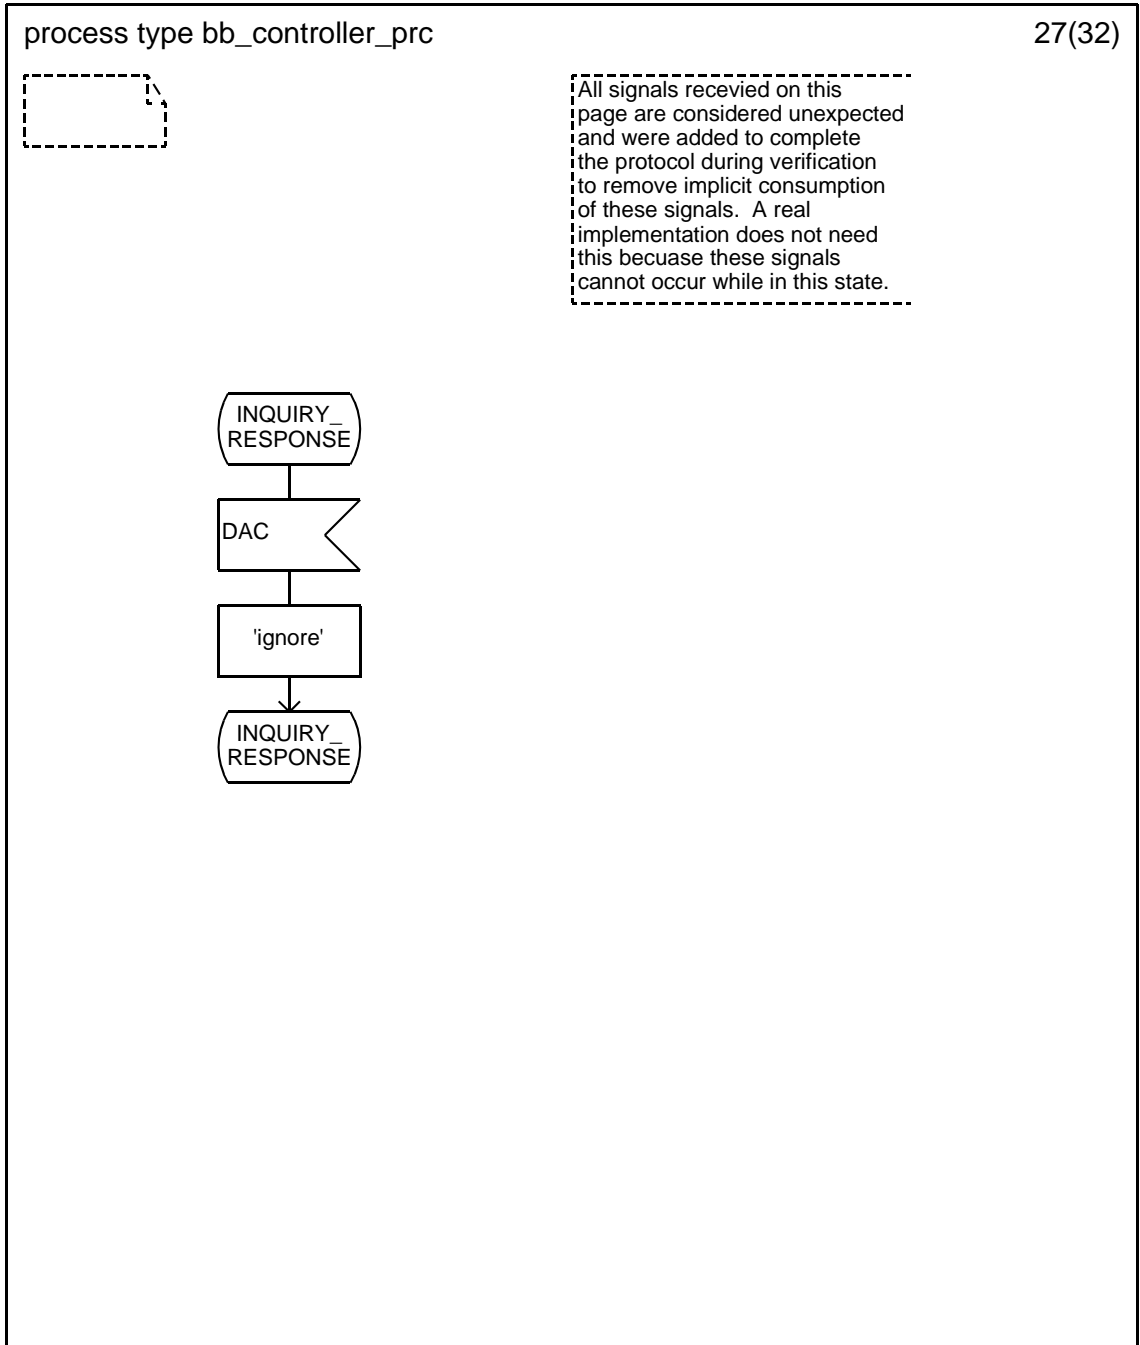 process type bb_controller_prc
27(32)
All signals recevied on this
page are considered unexpected
and were added to complete
the protocol during verification
to remove implicit consumption
of these signals.  A real
implementation does not need
this becuase these signals
cannot occur while in this state.
INQUIRY_
RESPONSE
DAC
'ignore'
INQUIRY_
RESPONSE